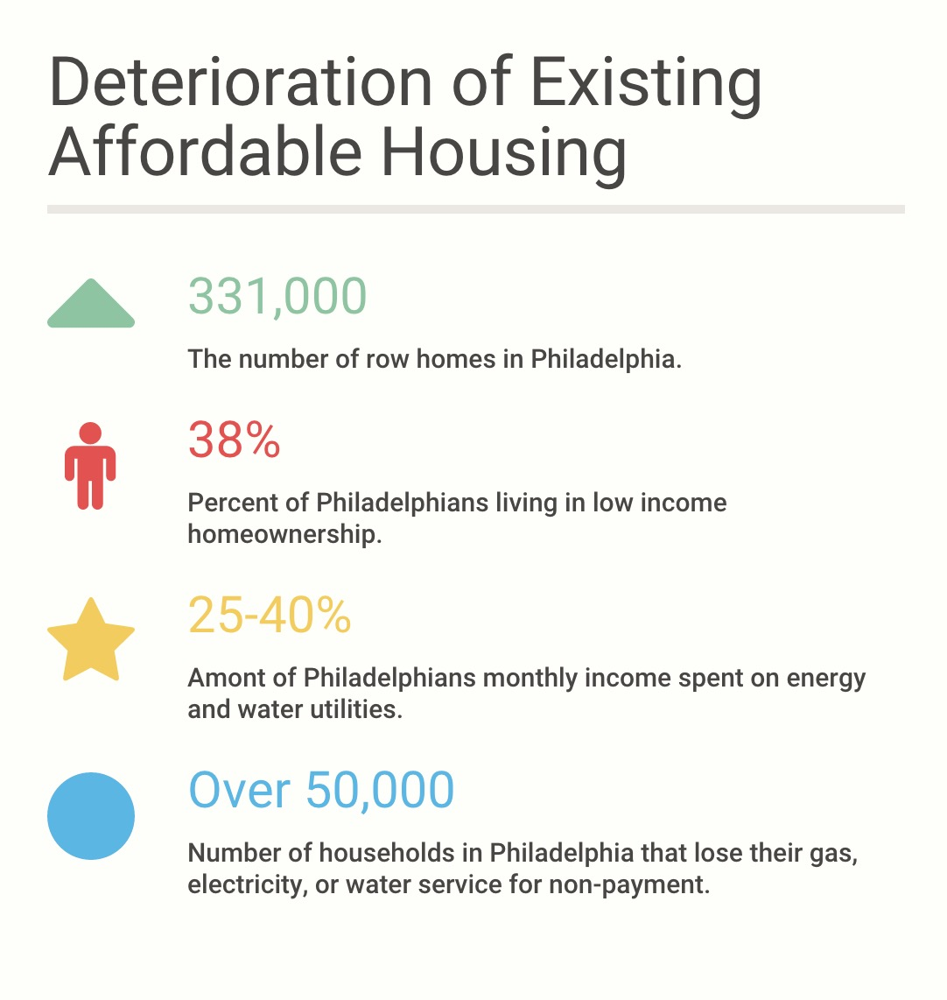 Deterioration of Existing
Affordable Housing
331,000
The number of row homes in Philadelphia.
38%
Percent of Philadelphians living in low income
homeownership.
25-40%
Amont of Philadelphians monthly income spent on energy
and water utilities.
Over 50,000
Number of households in Philadelphia that lose their gas,
electricity, or water service for non-payment.